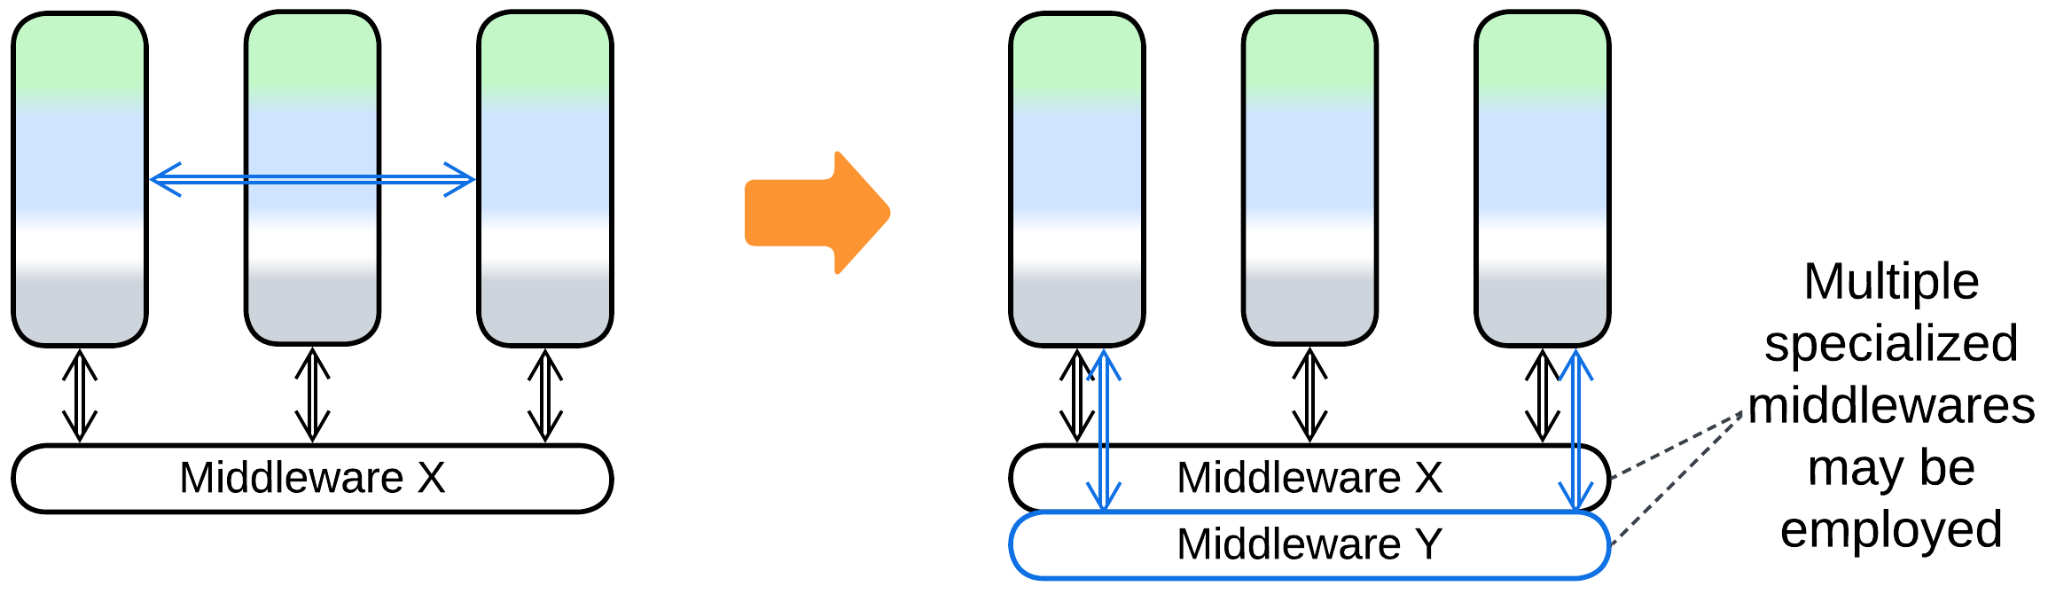 Middleware X
Middleware X
Middleware Y
Multiple
specialized
middlewares
may be
employed